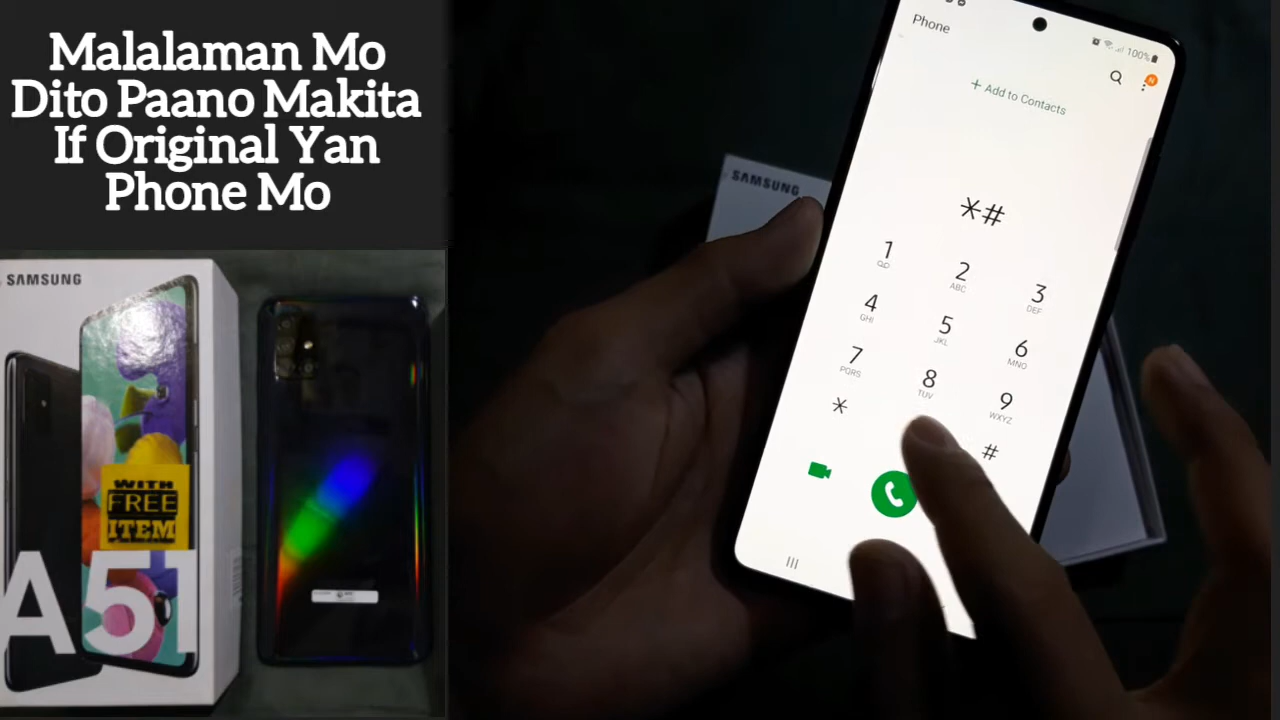 Malalaman Mo
Dito Paano Makita
If Original Yan
Phone Mo
SAMSUNG
WITH
FREE
ITEM
A51
SAMSUNG
Phone
100%
N
+ Add to Contacts
*#
1
2 ABC
3 DEF
4 GHI
5 JKL
6 MNO
7 PQRS
8 TUV
9 WXYZ
*
#